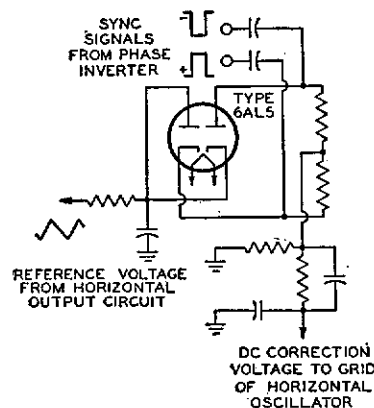 SYNC
SIGNALS
FROM PHASE
INVERTER
−
+
TYPE
6AL5
REFERENCE VOLTAGE
FROM HORIZONTAL
OUTPUT CIRCUIT
DC CORRECTION
VOLTAGE TO GRID
OF HORIZONTAL
OSCILLATOR